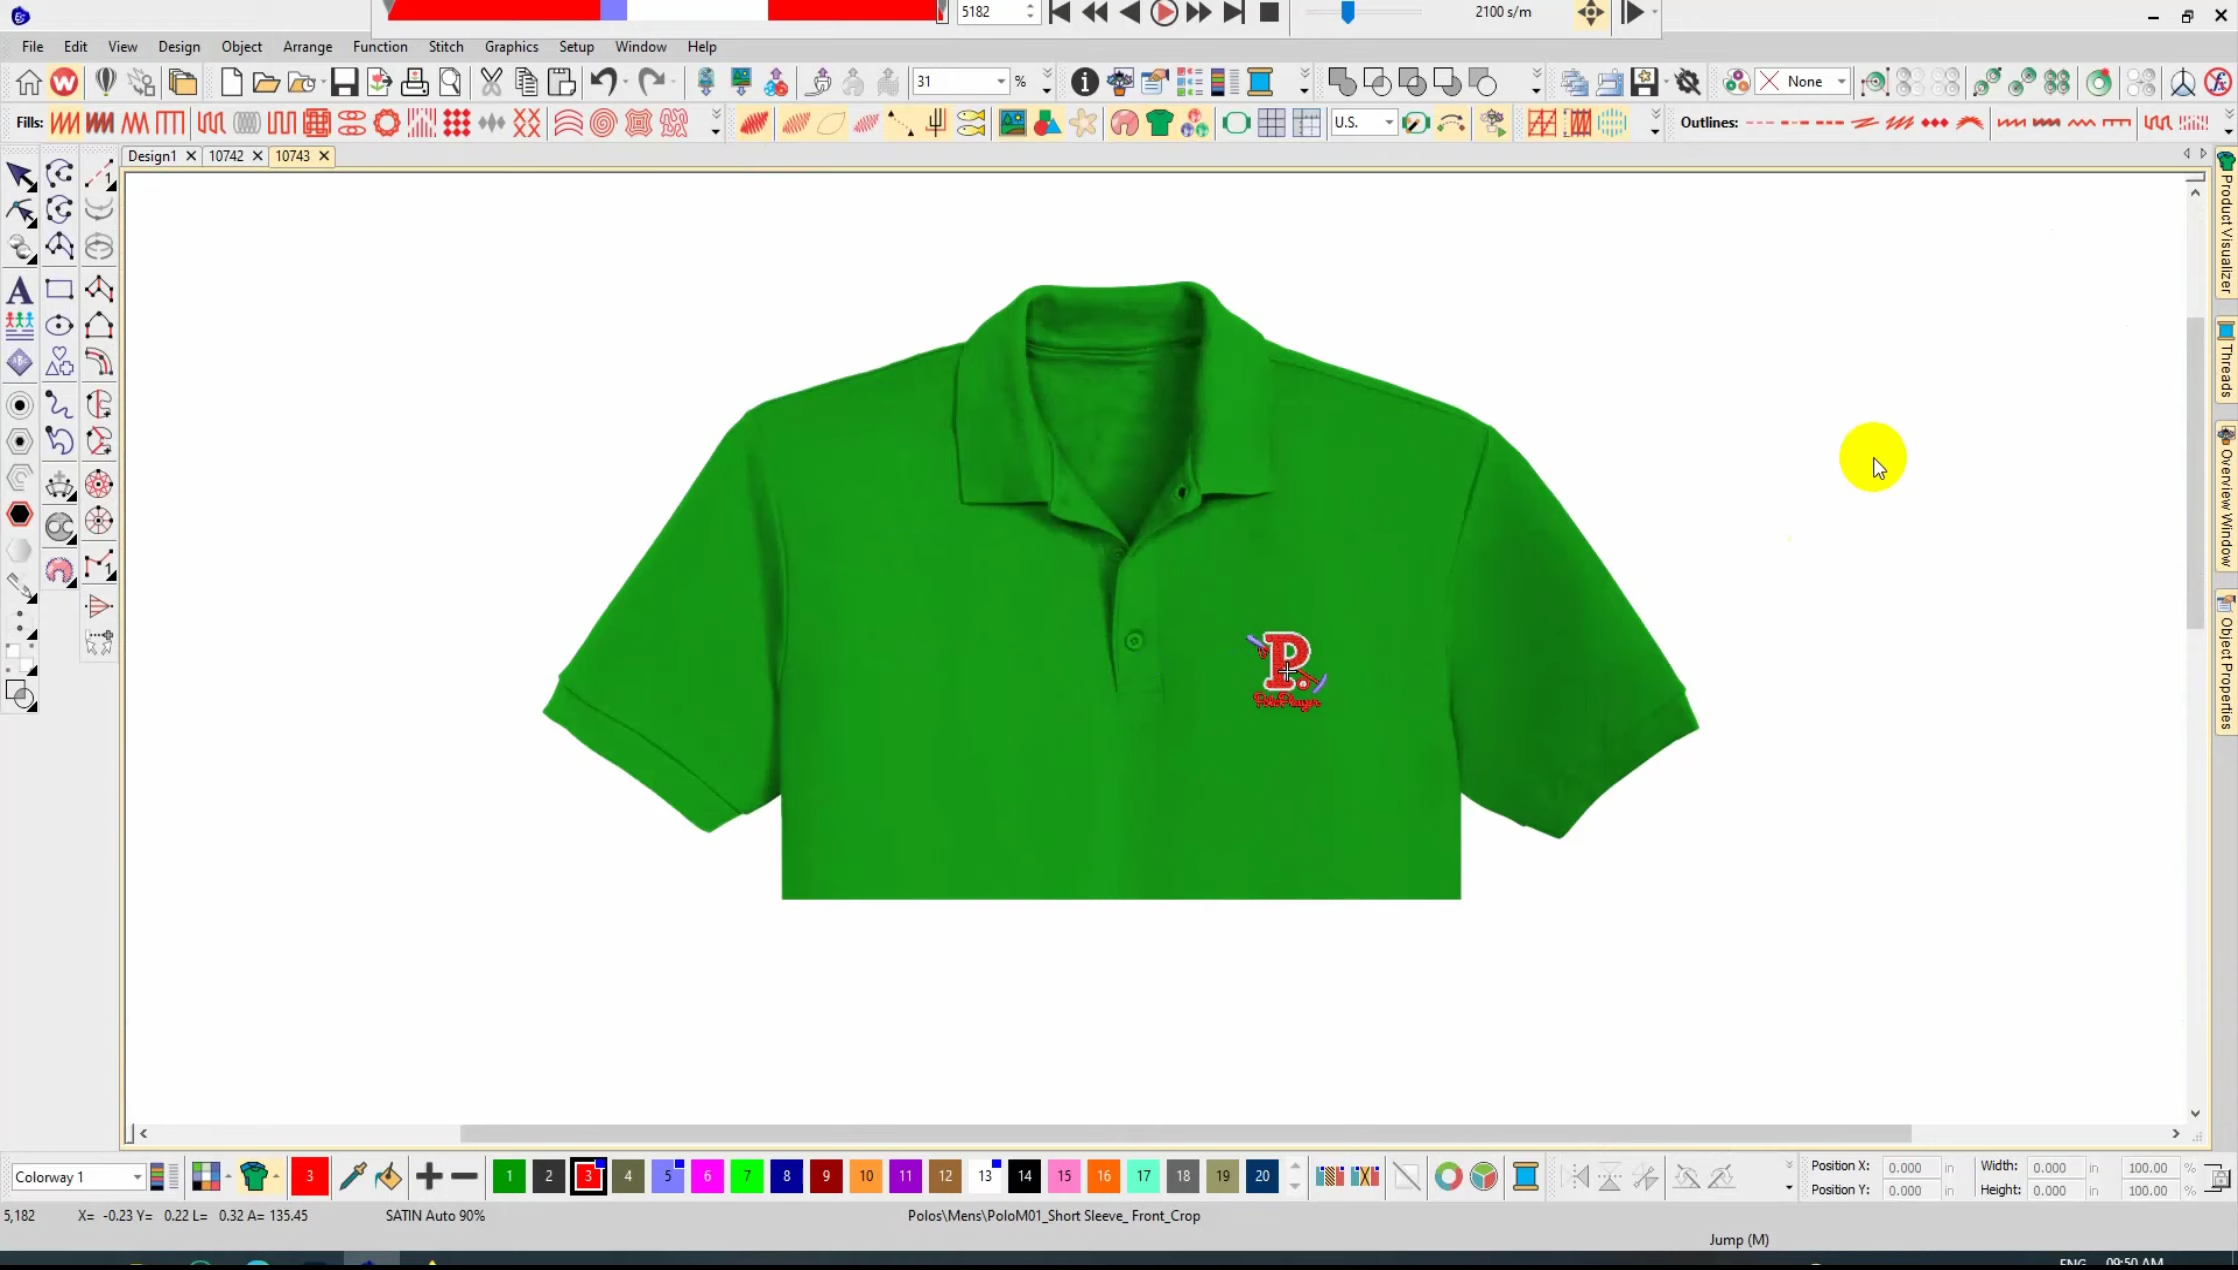 5182
2100 s/m
File Edit View Design Object Arrange Function Stitch Graphics Setup Window Help
31 %
None
Fills:
U.S.
Outlines:
Design1 10742 10743
Product Visualizer
Threads
Overview Window
Object Properties
P
Colorway 1
3
1 2 3 4 5 6 7 8 9 10 11 12 13 14 15 16 17 18 19 20
Position X: 0.000 in Width: 0.000 in 100.00 %
Position Y: 0.000 in Height: 0.000 in 100.00 %
5,182 X= -0.23 Y= 0.22 L= 0.32 A= 135.45 SATIN Auto 90% Polos\Mens\PoloM01_Short Sleeve_ Front_Crop
Jump (M)
ENG 09:50 AM